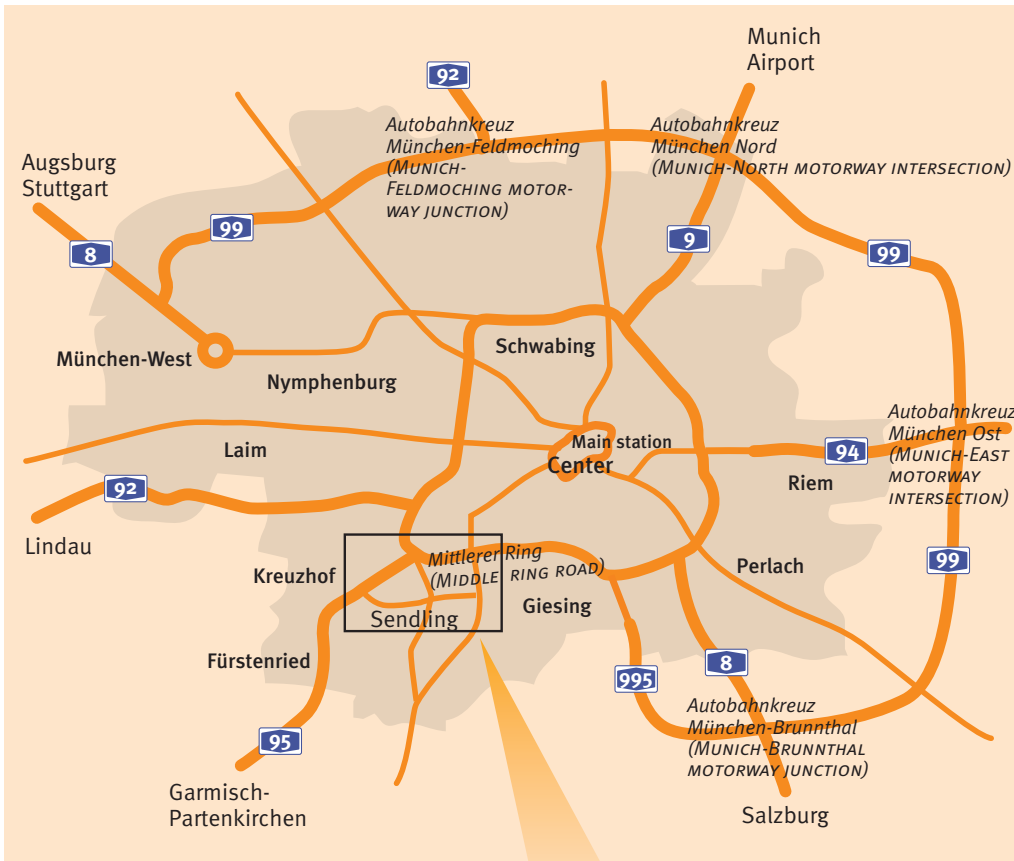 Munich
Airport
92
Autobahnkreuz
München-Feldmoching
(Munich-
Feldmoching motor-
way junction)
Autobahnkreuz
München Nord
(Munich-North motorway intersection)
Augsburg
Stuttgart
99
9
8
99
Schwabing
München-West
Nymphenburg
Autobahnkreuz
München Ost
(Munich-East
motorway
intersection)
Main station
Center
Laim
94
Riem
92
Lindau
Mittlerer Ring
(Middle ring road)
Kreuzhof
Perlach
99
Giesing
Sendling
Fürstenried
8
995
Autobahnkreuz
München-Brunnthal
(Munich-Brunnthal
motorway junction)
95
Garmisch-
Partenkirchen
Salzburg